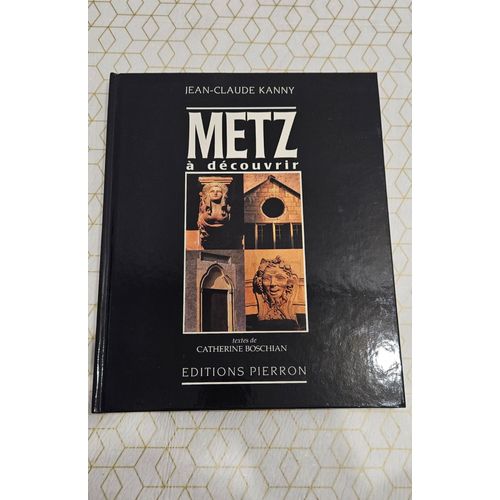 JEAN-CLAUDE KANNY
METZ
à découvrir
textes de
CATHERINE BOSCHIAN
EDITIONS PIERRON